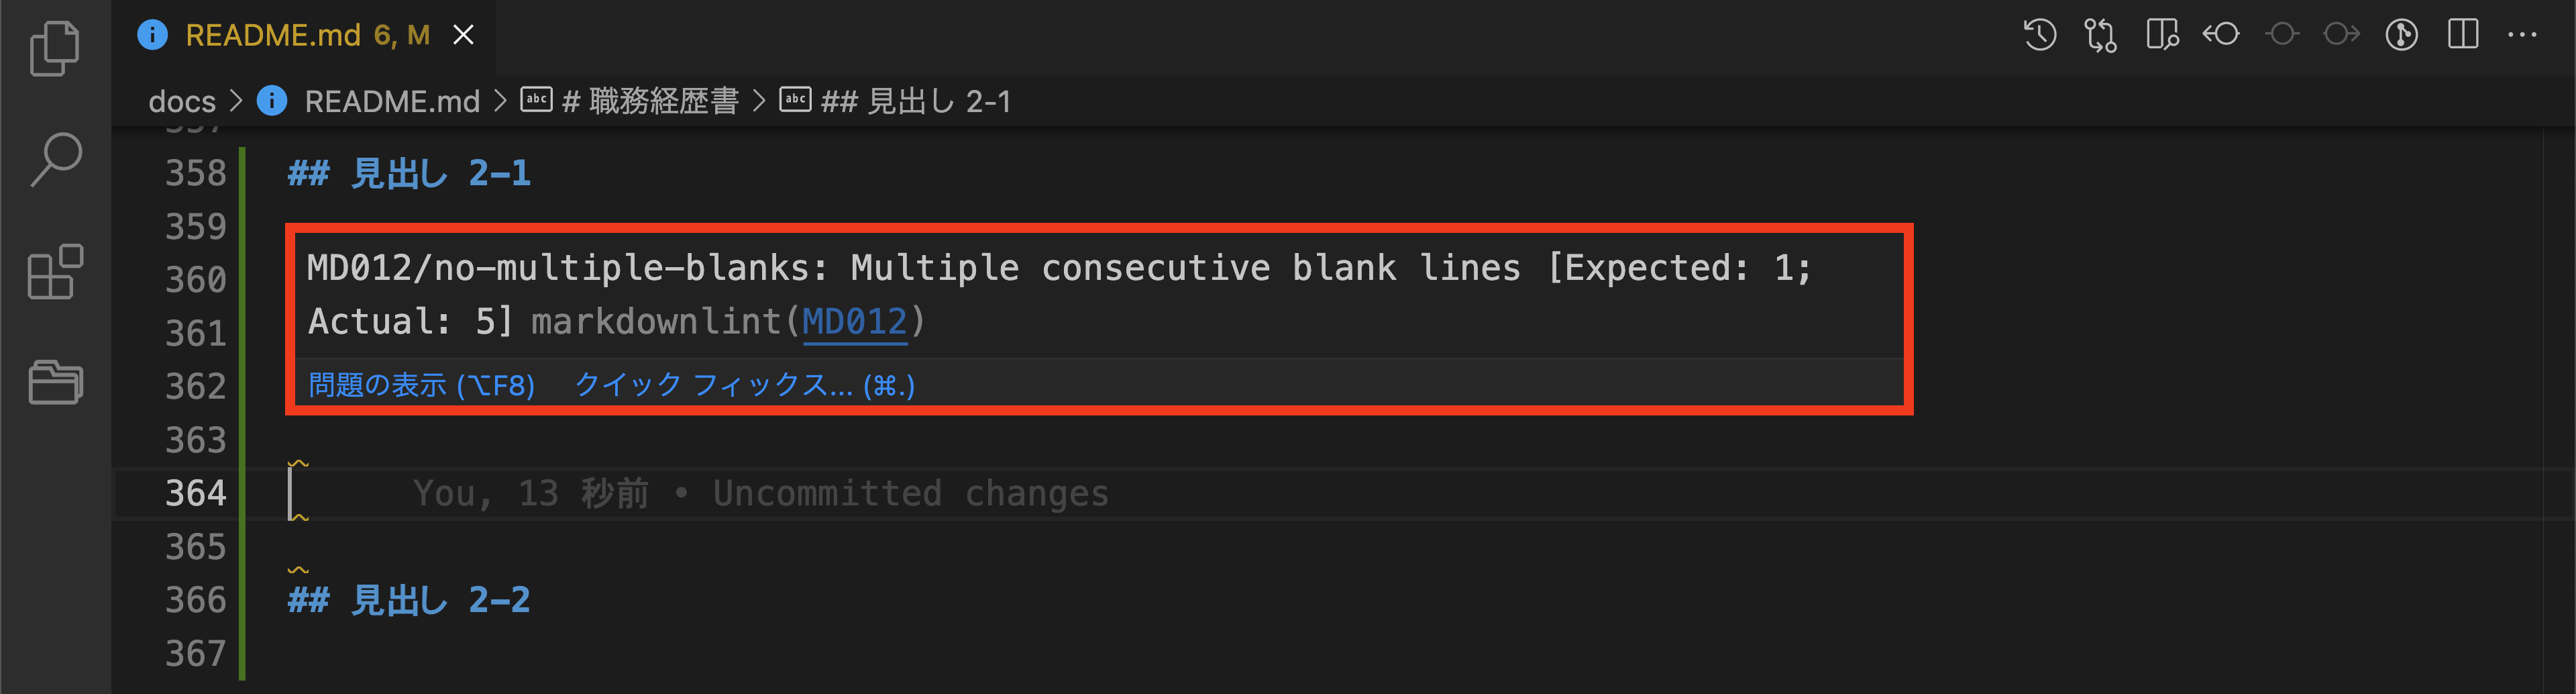 README.md 6, M
docs > README.md > # 職務経歴書 > ## 見出し 2-1
358 ## 見出し 2-1
359
MD012/no-multiple-blanks: Multiple consecutive blank lines [Expected: 1;
360
Actual: 5] markdownlint(MD012)
361
362 問題の表示 (⌥F8) クイック フィックス... (⌘.)
363
364 You, 13 秒前 • Uncommitted changes
365
366 ## 見出し 2-2
367